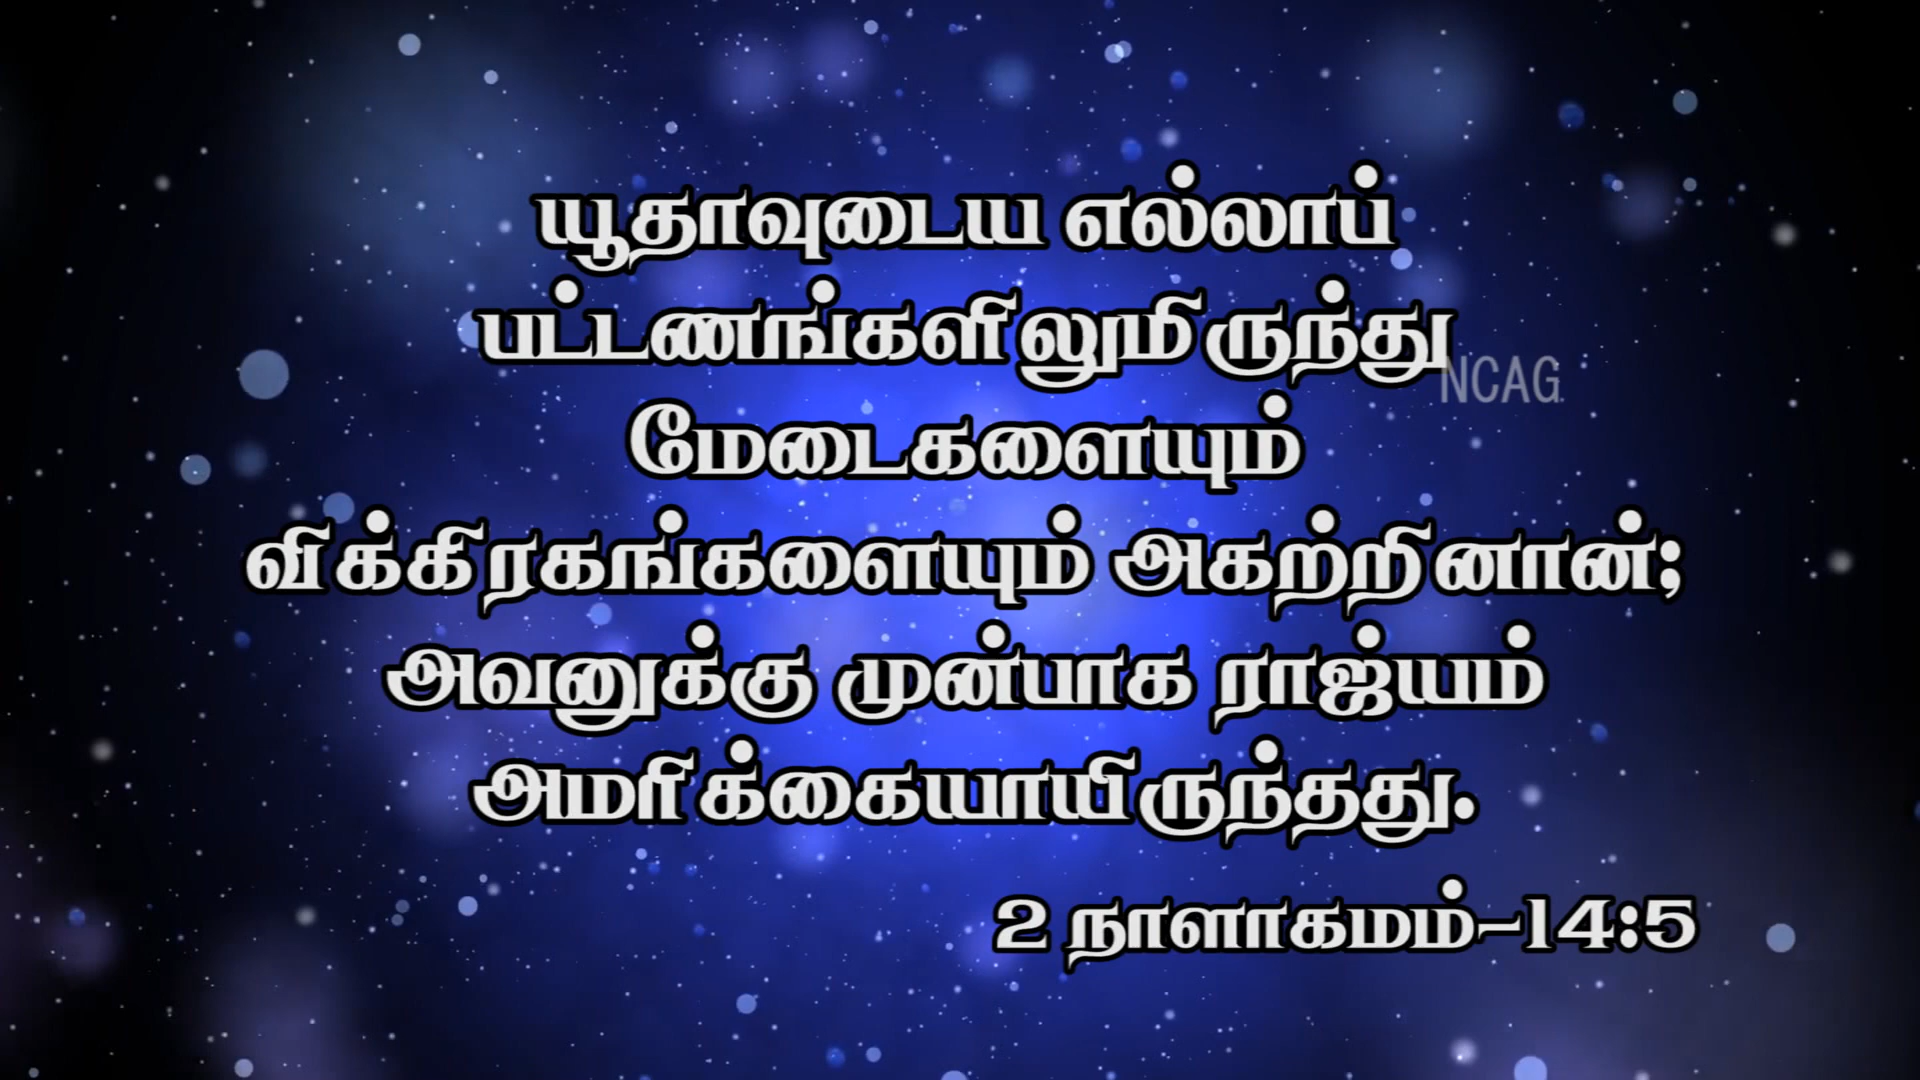 யூதாவுடைய எல்லாப்
பட்டணங்களிலுமிருந்து
NCAG
மேடைகளையும்
விக்கிரகங்களையும் அகற்றினான்;
அவனுக்கு முன்பாக ராஜ்யம்
அமரிக்கையாயிருந்தது.
2 நாளாகமம்-14:5